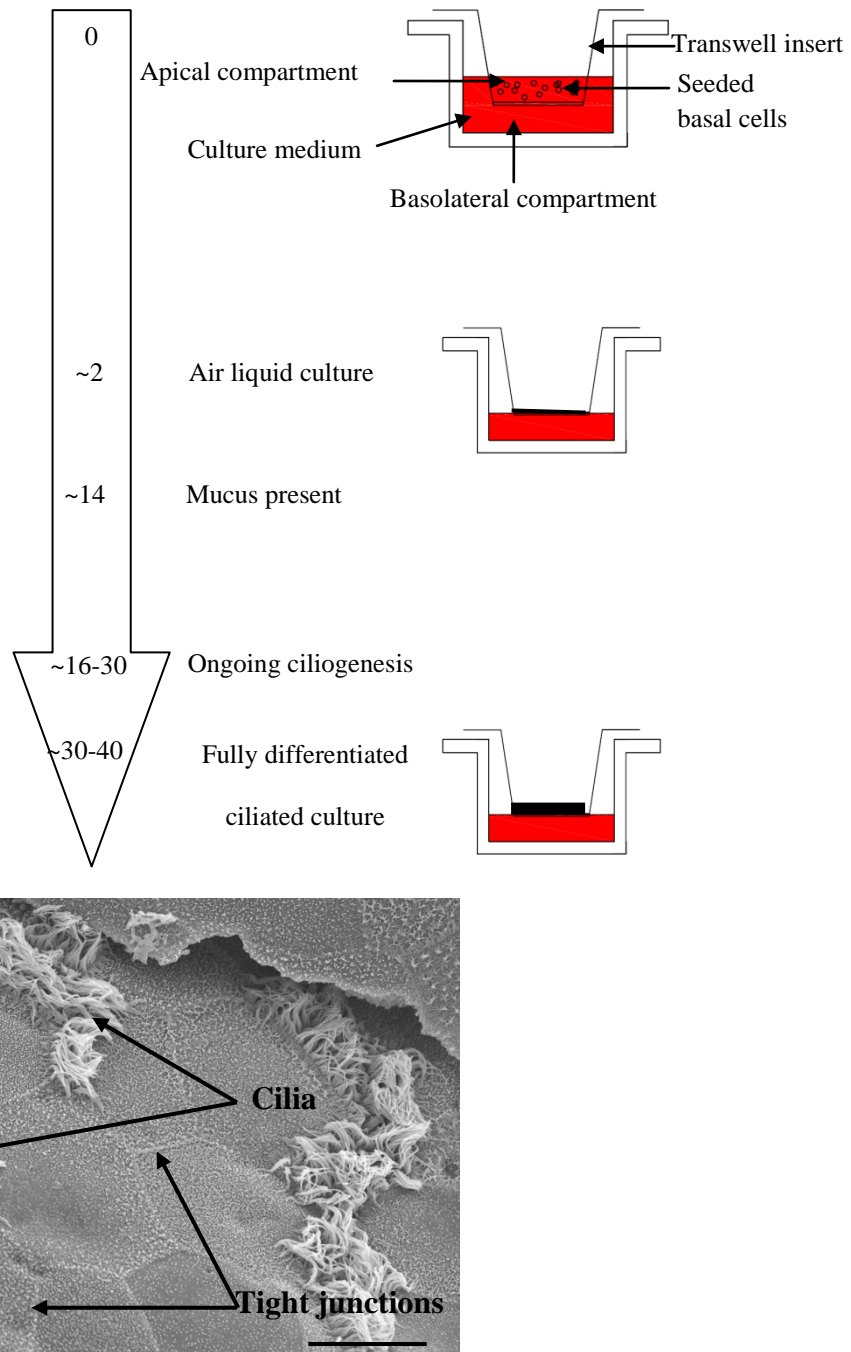 0
Transwell insert
Apical compartment
Seeded
basal cells
Culture medium
Basolateral compartment
~2
Air liquid culture
~14
Mucus present
~16-30
Ongoing ciliogenesis
~30-40
Fully differentiated
ciliated culture
Cilia
Tight junctions